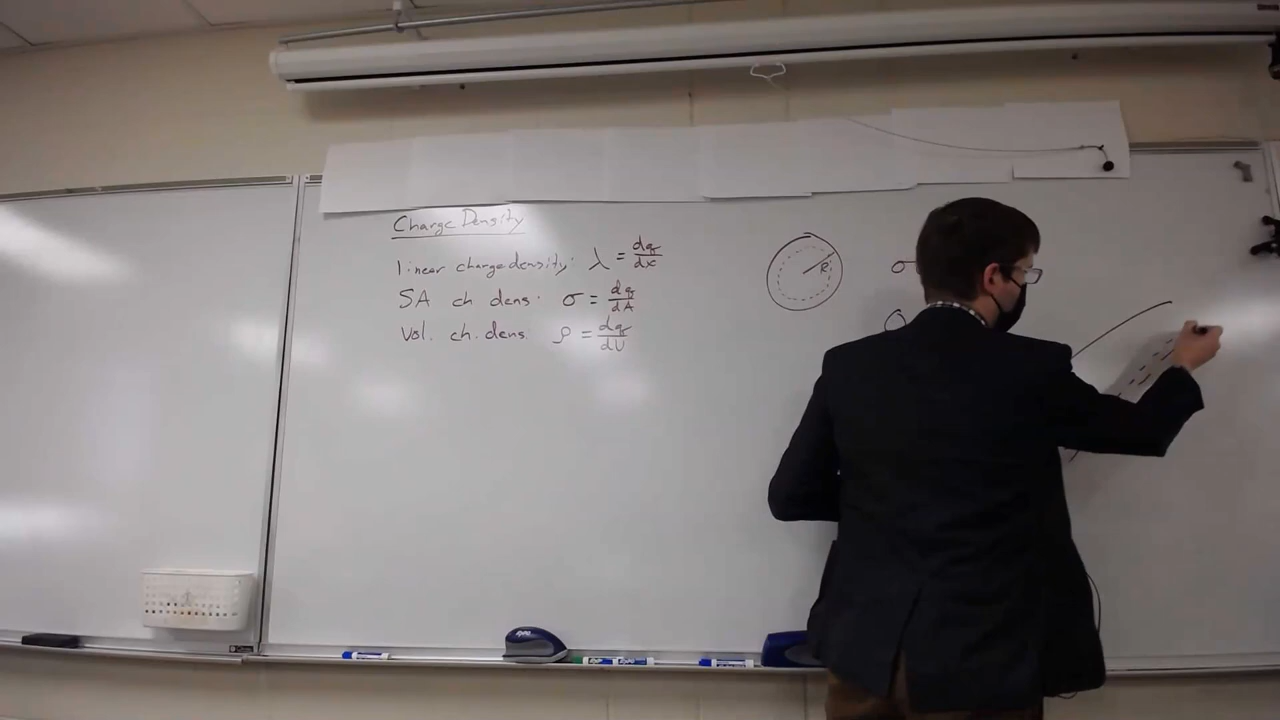 Charge Density
linear charge density: λ = dq/dx
SA ch dens. σ = dq/dA
Vol. ch. dens. ρ = dq/dV
R
σ
Q